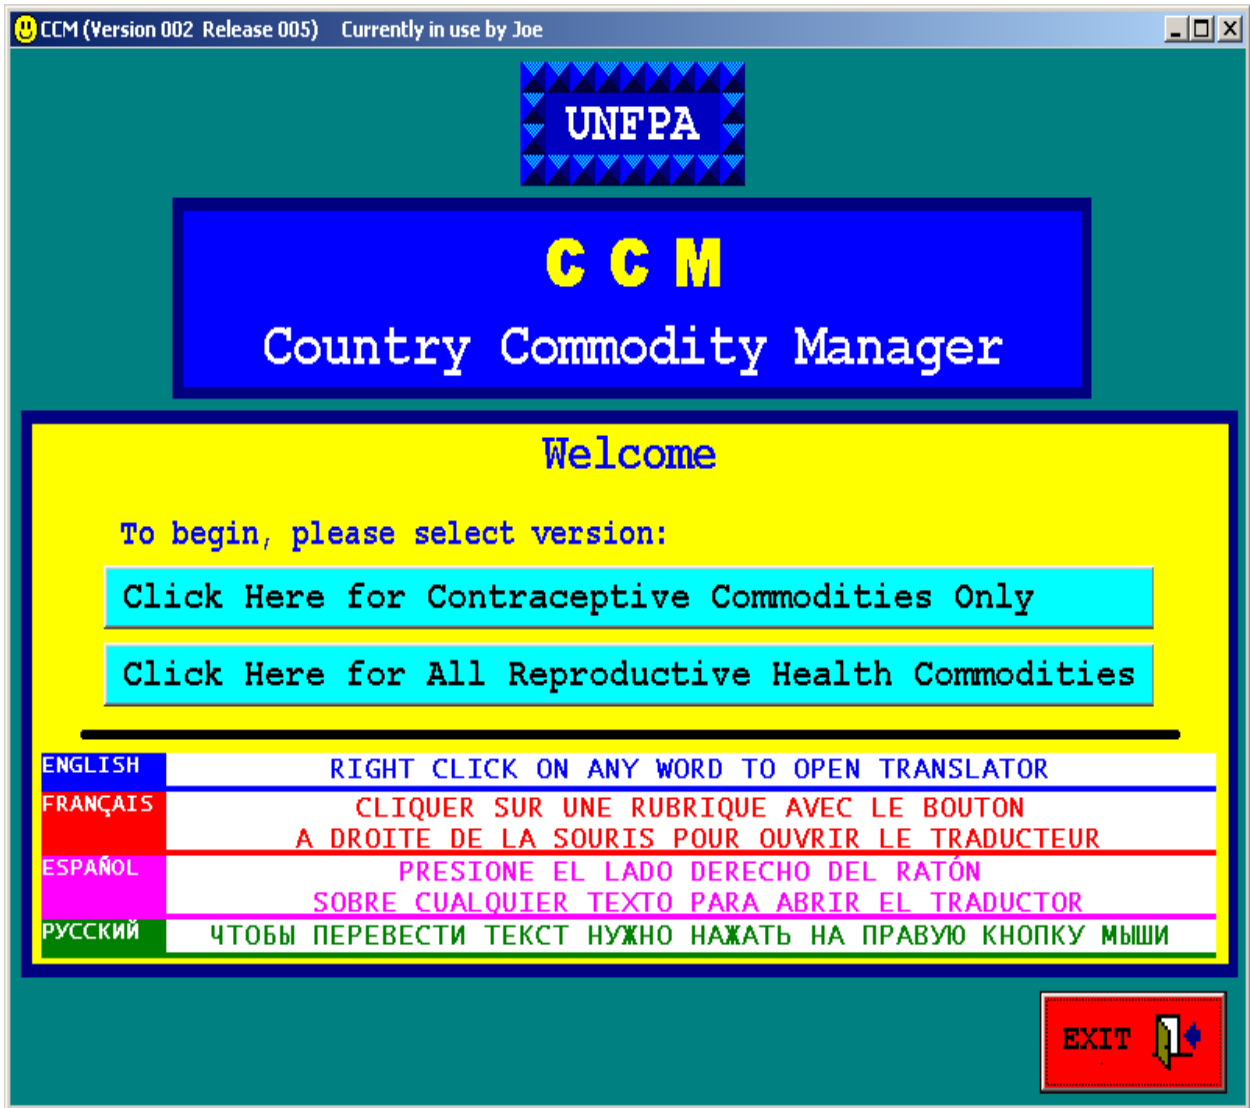 CCM (Version 002 Release 005) Currently in use by Joe
UNFPA
C C M
Country Commodity Manager
Welcome
To begin, please select version:
Click Here for Contraceptive Commodities Only
Click Here for All Reproductive Health Commodities
ENGLISH RIGHT CLICK ON ANY WORD TO OPEN TRANSLATOR
FRANÇAIS CLIQUER SUR UNE RUBRIQUE AVEC LE BOUTON
A DROITE DE LA SOURIS POUR OUVRIR LE TRADUCTEUR
ESPAÑOL PRESIONE EL LADO DERECHO DEL RATÓN
SOBRE CUALQUIER TEXTO PARA ABRIR EL TRADUCTOR
РУССКИЙ ЧТОБЫ ПЕРЕВЕСТИ ТЕКСТ НУЖНО НАЖАТЬ НА ПРАВУЮ КНОПКУ МЫШИ
EXIT